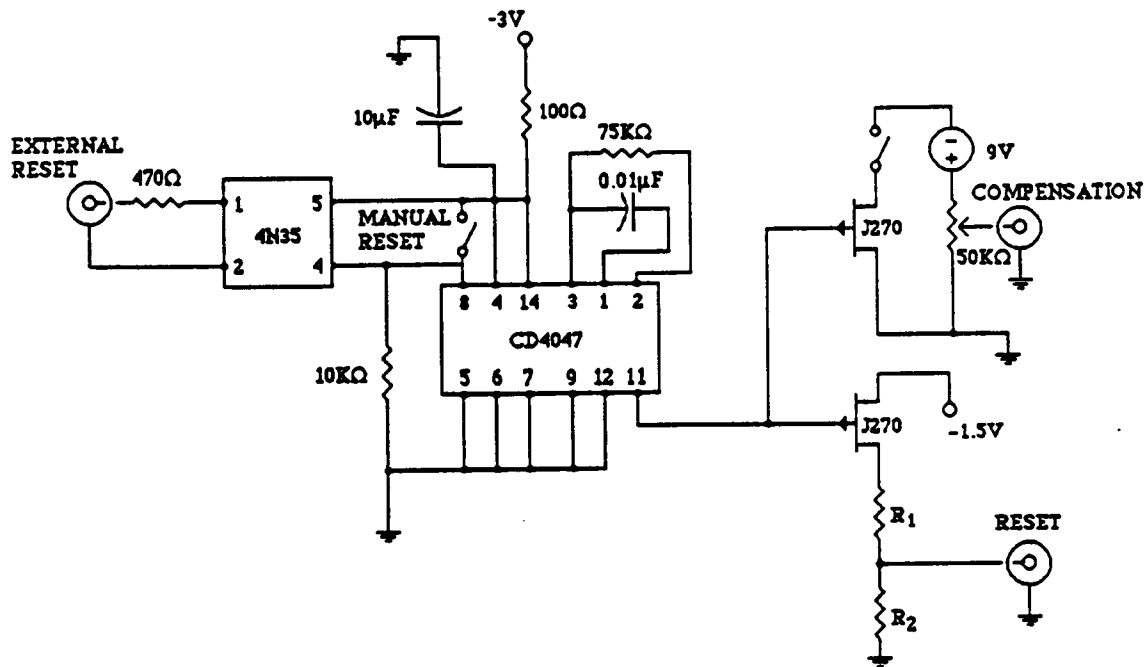 -3V
10µF
100Ω
75KΩ
0.01µF
EXTERNAL
RESET
470Ω
1
5
4N35
2
4
MANUAL
RESET
8 4 14 3 1 2
CD4047
5 6 7 9 12 11
10KΩ
-
+
9V
COMPENSATION
J270
50KΩ
J270
-1.5V
R1
RESET
R2